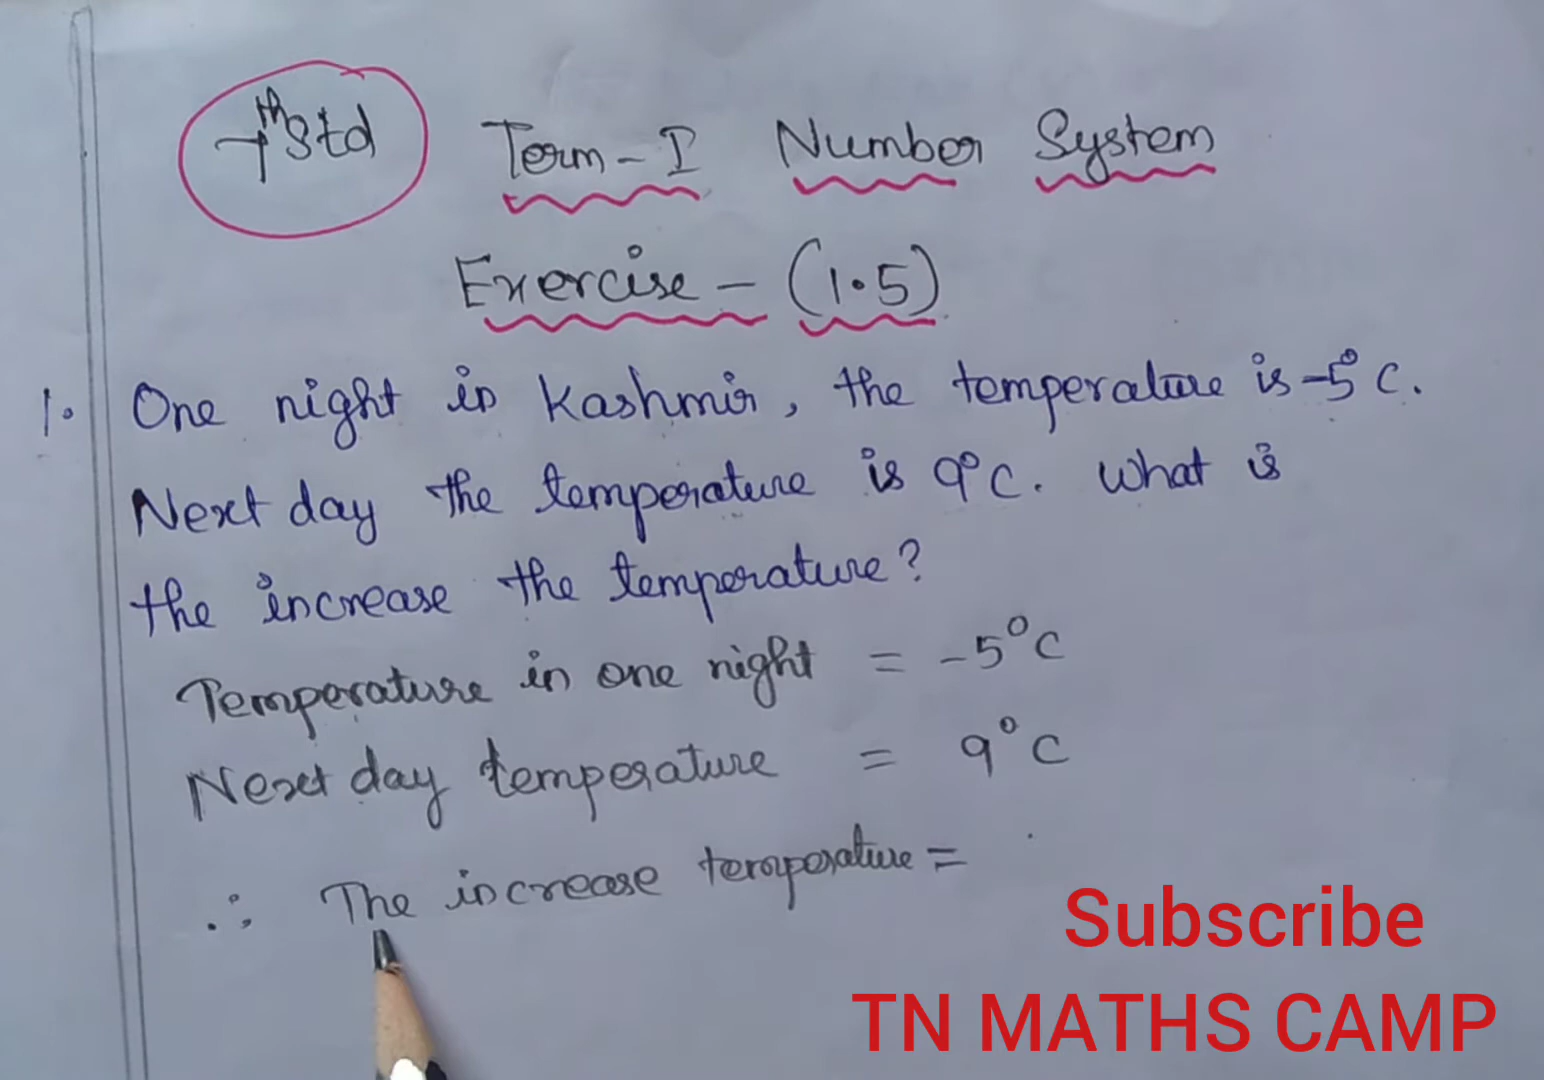 7th Std Term - I Number System
Exercise - (1.5)
1. One night in Kashmir, the temperature is -5°C.
Next day the temperature is 9°C. What is
the increase the temperature?
Temperature in one night = -5°C
Next day temperature = 9°C
∴ The increase temperature =
Subscribe
TN MATHS CAMP